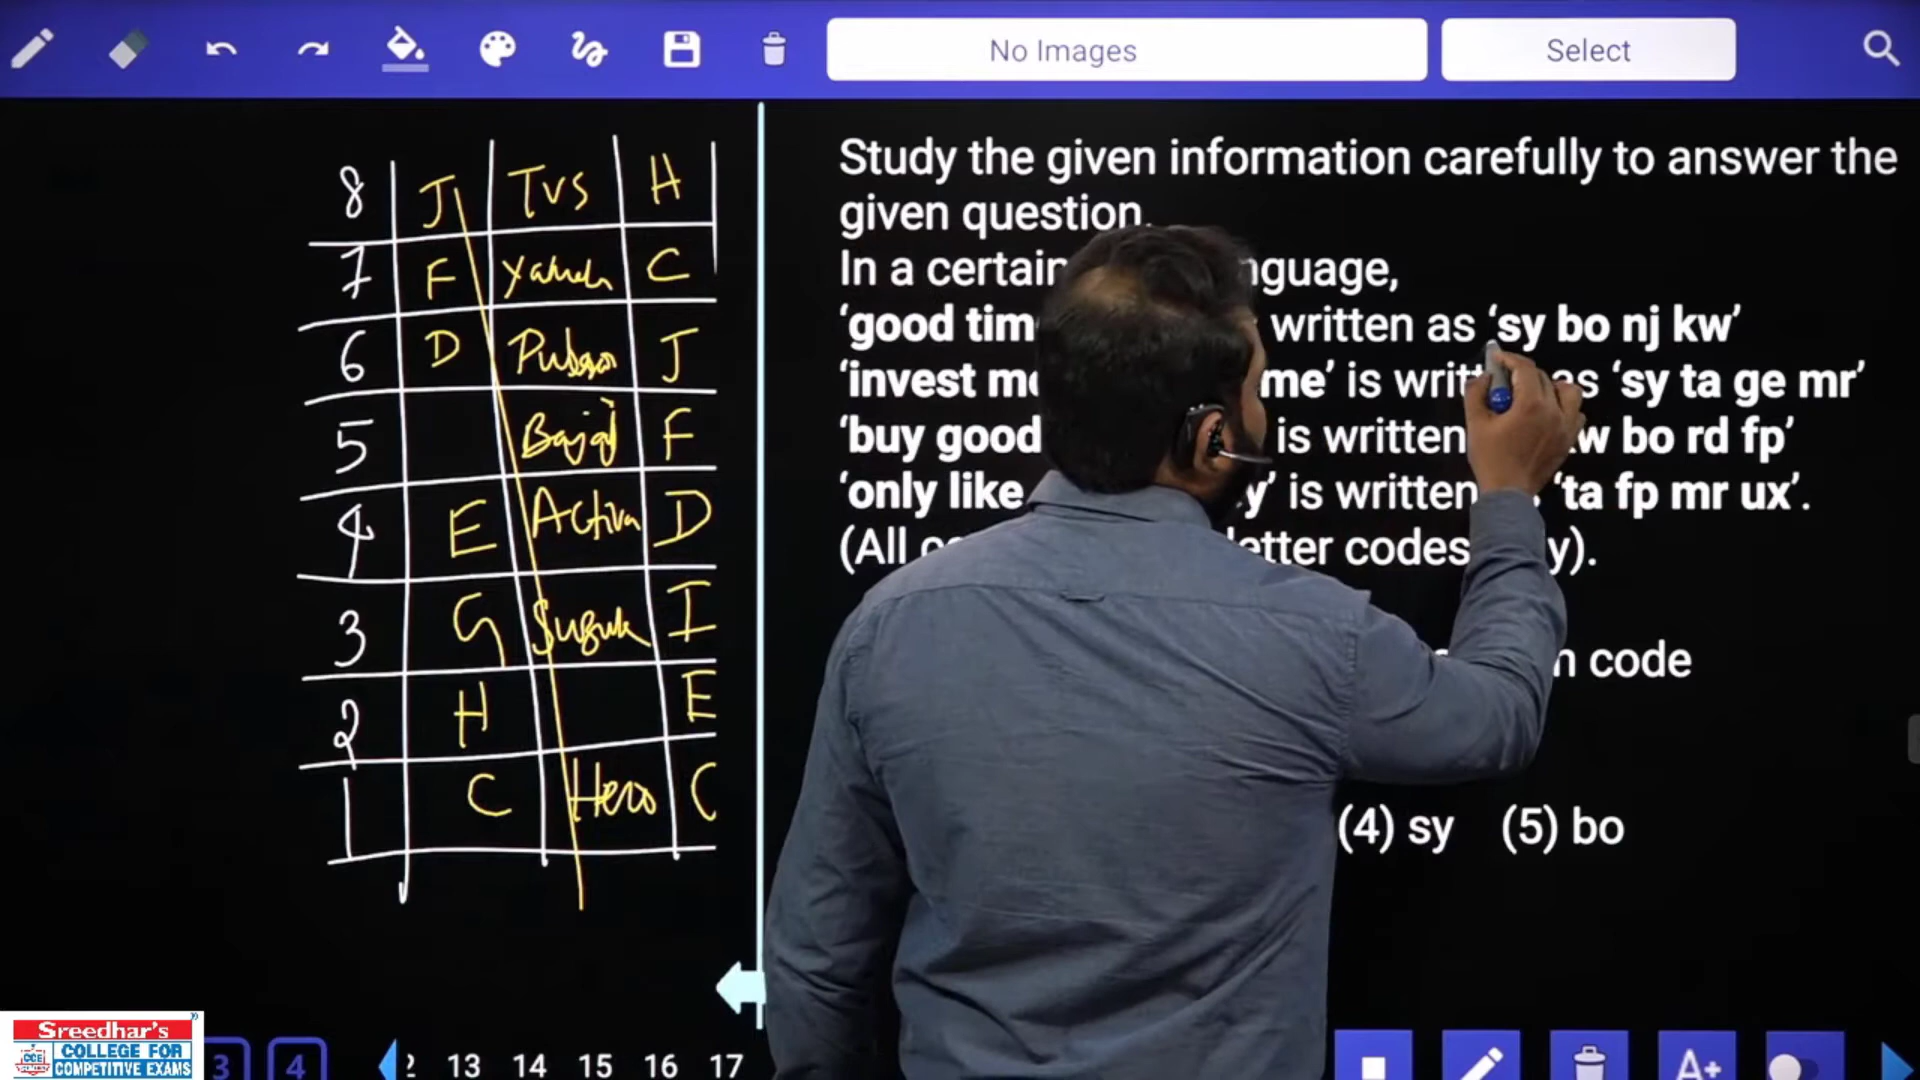 No Images
Select
8 J TVS H
7 F Yamaha C
6 D Pulsar J
5 Bajaj F
4 E Activa D
3 G Suzuki I
2 H E
1 C Hero C
Study the given information carefully to answer the
given question.
In a certain nguage,
‘good tim written as ‘sy bo nj kw’
‘invest me’ is writ as ‘sy ta ge mr’
‘buy good is written w bo rd fp’
‘only like y’ is written ‘ta fp mr ux’.
(All etter codes y).
n code
(4) sy (5) bo
Sreedhar's
CCE
COLLEGE FOR
COMPETITIVE EXAMS
3 4 2 13 14 15 16 17
A+